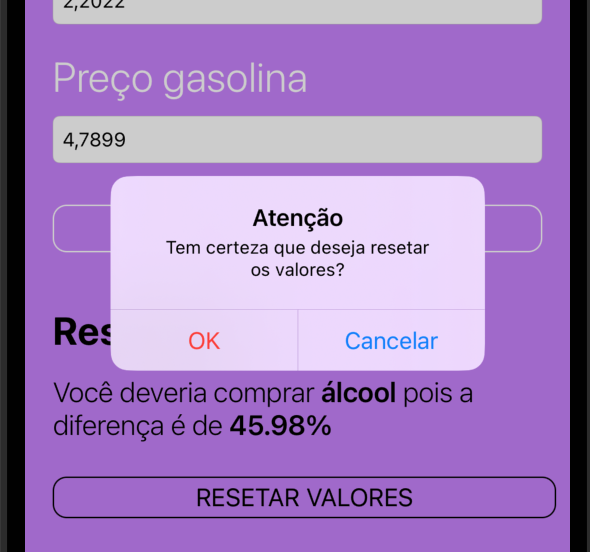 2,2022
Preço gasolina
4,7899
Atenção
Tem certeza que deseja resetar
os valores?
OK
Cancelar
Res
Você deveria comprar álcool pois a
diferença é de 45.98%
RESETAR VALORES